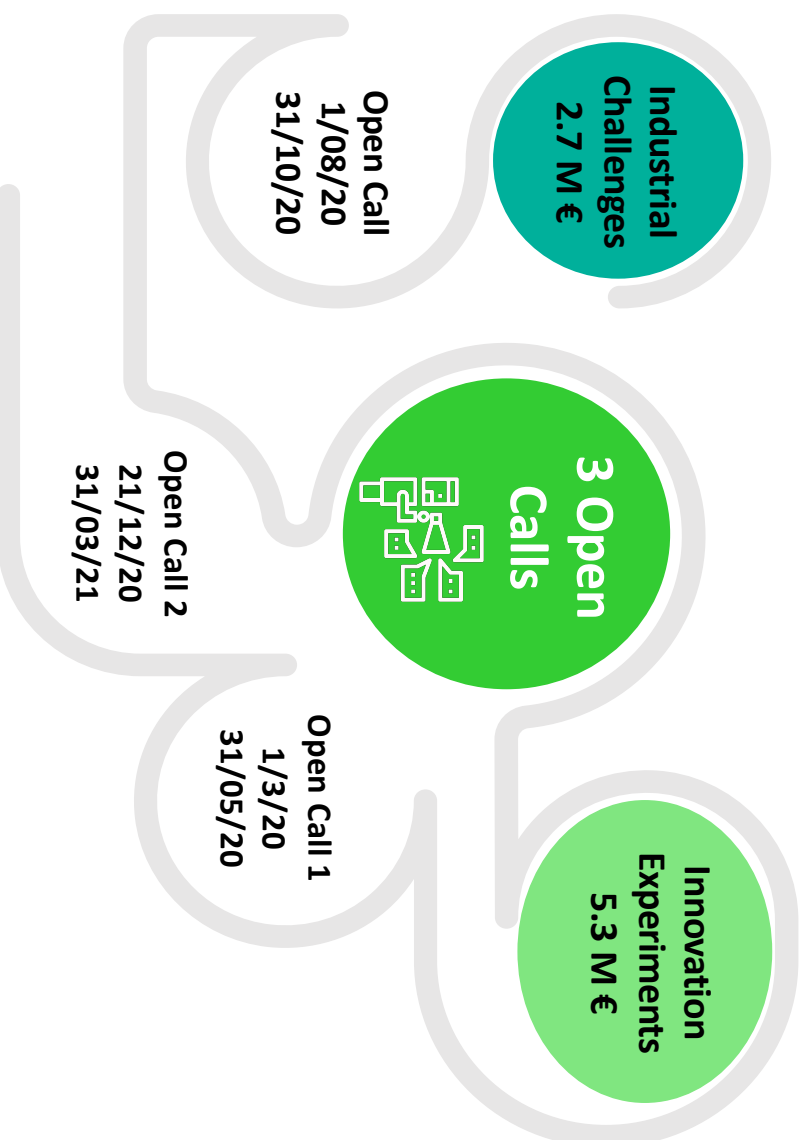 Industrial
Challenges
2.7 M €
3 Open
Calls
Innovation
Experiments
5.3 M €
Open Call
1/08/20
31/10/20
Open Call 2
21/12/20
31/03/21
Open Call 1
1/3/20
31/05/20